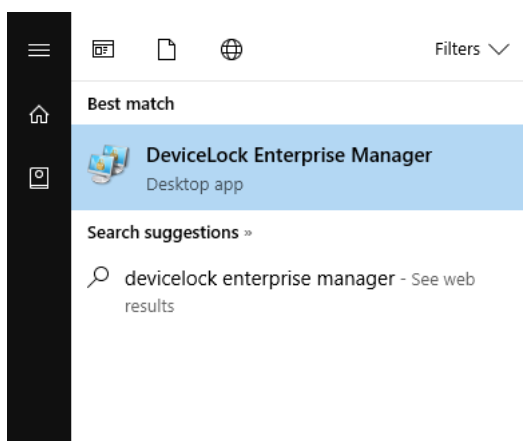 Filters
Best match
DeviceLock Enterprise Manager
Desktop app
Search suggestions »
devicelock enterprise manager - See web
results